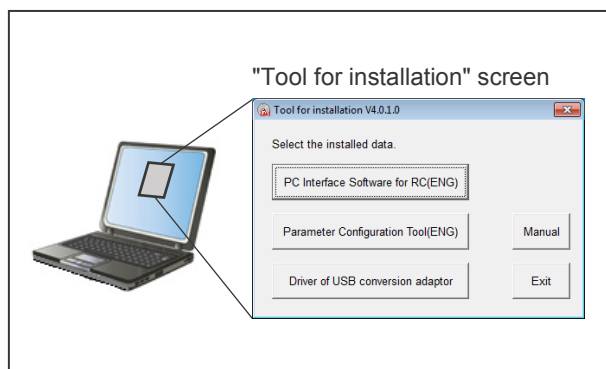 "Tool for installation" screen
Tool for installation V4.0.1.0
Select the installed data.
PC Interface Software for RC(ENG)
Parameter Configuration Tool(ENG)
Manual
Driver of USB conversion adaptor
Exit